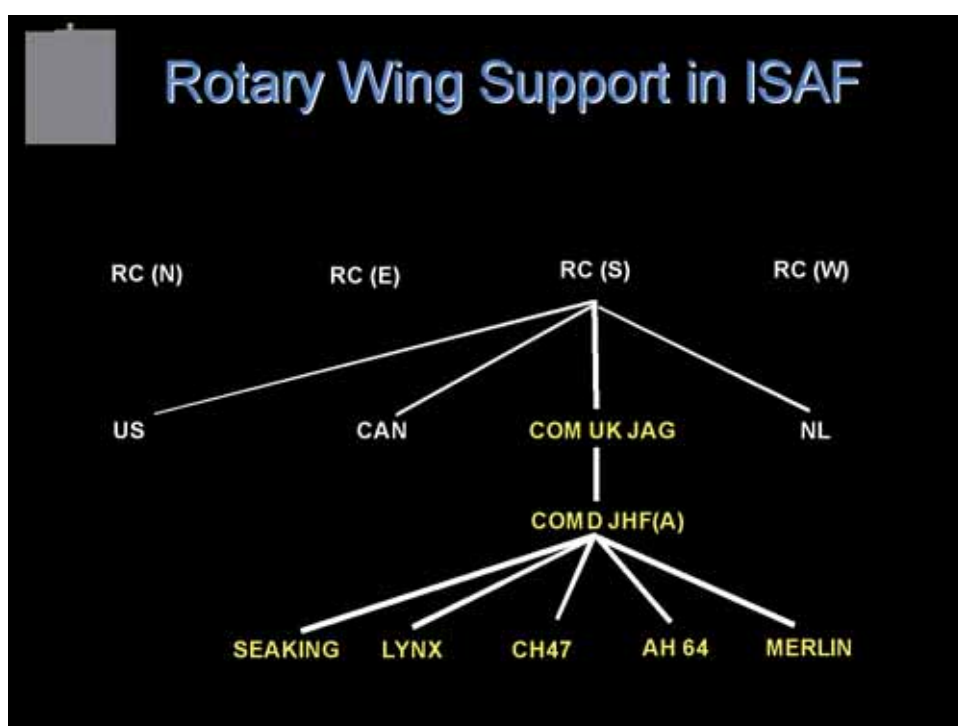 Rotary Wing Support in ISAF
RC (N) RC (E) RC (S) RC (W)
US CAN COM UK JAG NL
COMD JHF(A)
SEAKING LYNX CH47 AH 64 MERLIN